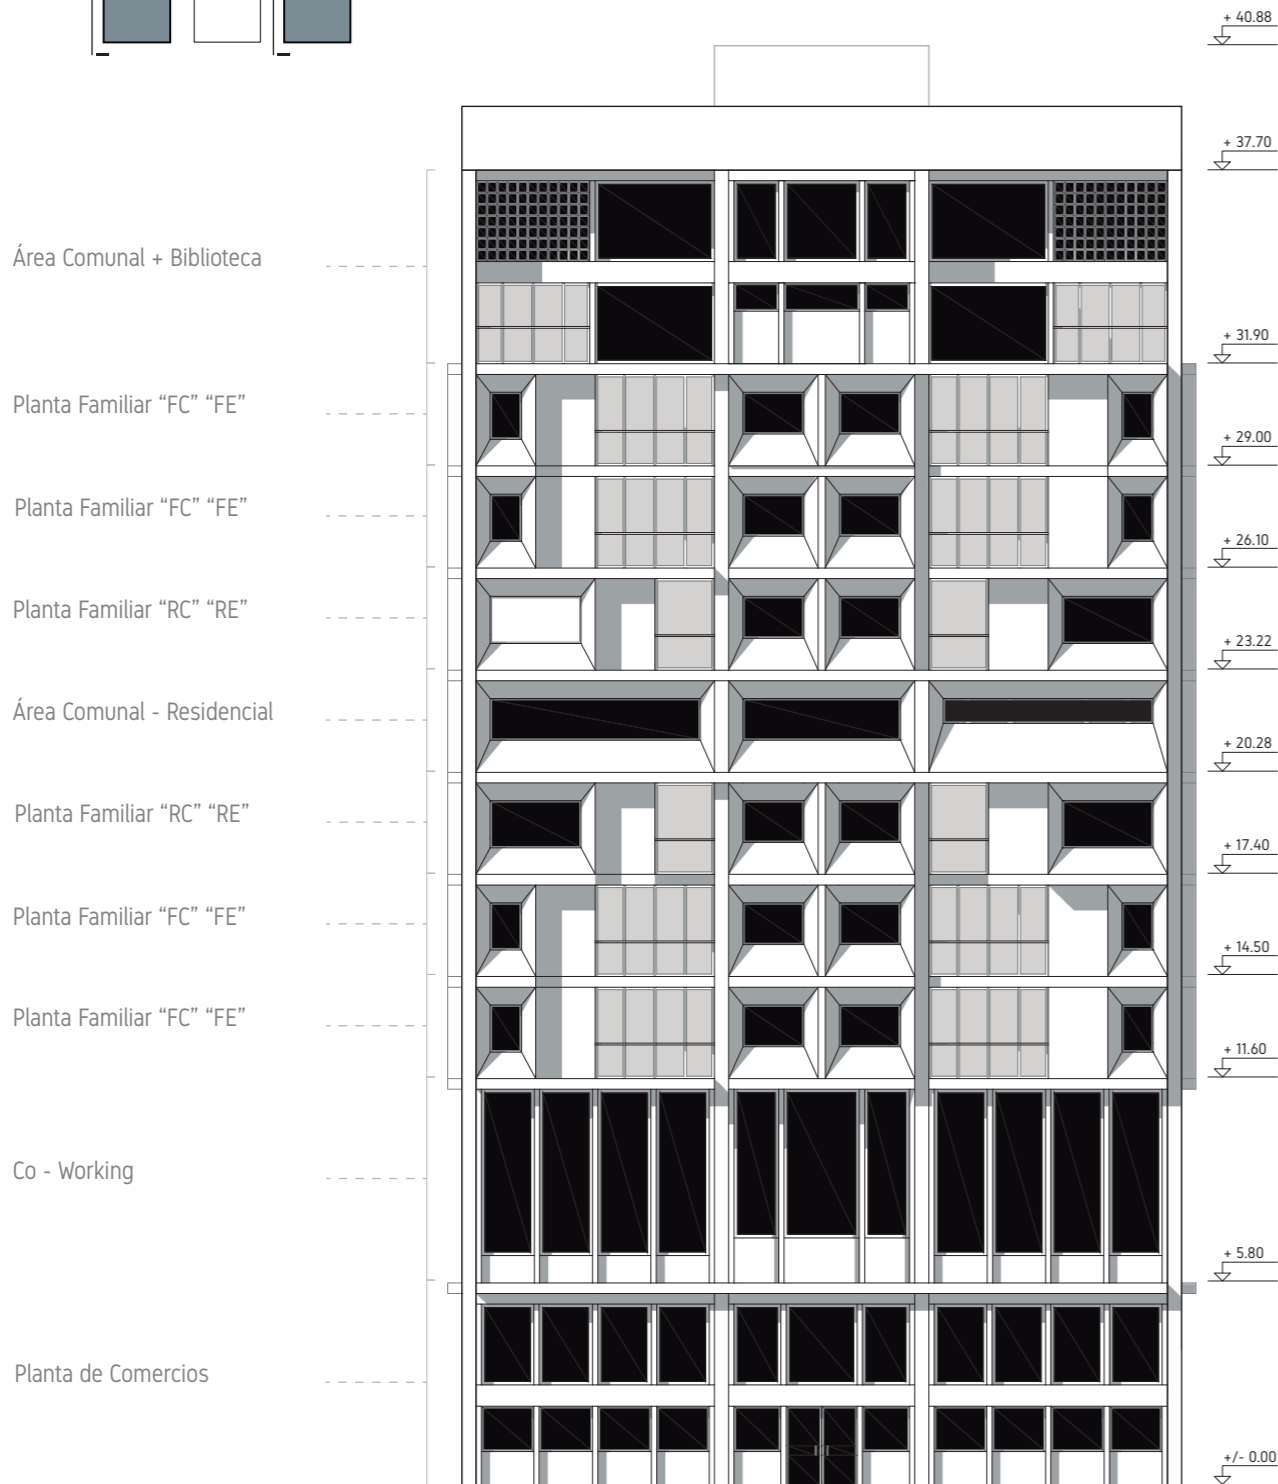 + 40.88
+ 37.70
Área Comunal + Biblioteca
+ 31.90
Planta Familiar “FC” “FE”
+ 29.00
Planta Familiar “FC” “FE”
+ 26.10
Planta Familiar “RC” “RE”
+ 23.22
Área Comunal - Residencial
+ 20.28
Planta Familiar “RC” “RE”
+ 17.40
Planta Familiar “FC” “FE”
+ 14.50
Planta Familiar “FC” “FE”
+ 11.60
Co - Working
+ 5.80
Planta de Comercios
+/- 0.00